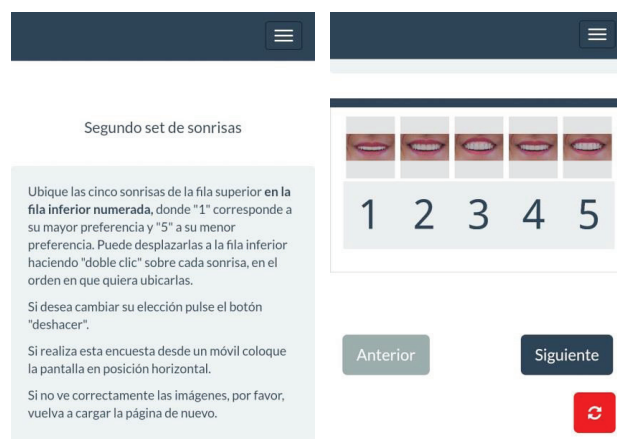 Segundo set de sonrisas
Ubique las cinco sonrisas de la fila superior en la
fila inferior numerada, donde "1" corresponde a
su mayor preferencia y "5" a su menor
preferencia. Puede desplazarlas a la fila inferior
haciendo "doble clic" sobre cada sonrisa, en el
orden en que quiera ubicarlas.
Si desea cambiar su elección pulse el botón
"deshacer".
Si realiza esta encuesta desde un móvil coloque
la pantalla en posición horizontal.
Si no ve correctamente las imágenes, por favor,
vuelva a cargar la página de nuevo.
1 2 3 4 5
Anterior Siguiente